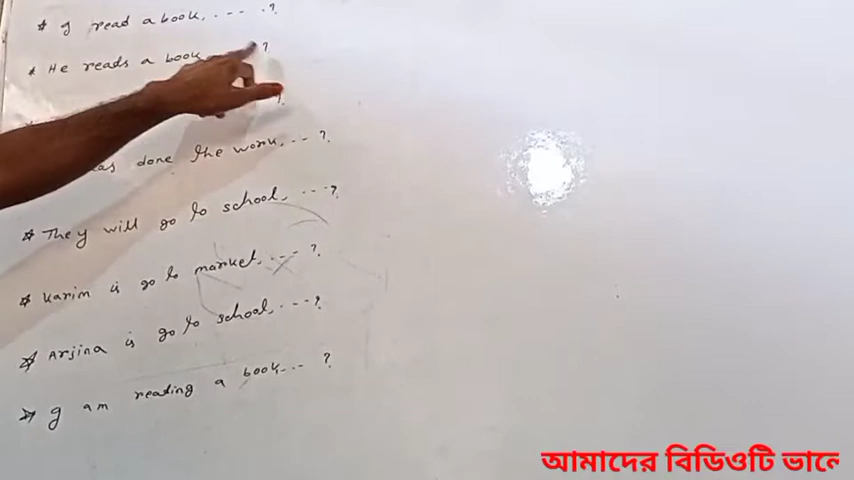 * I read a book, .---.?
* He reads a book ?
?
has done the work, .-- ?
* They will go to school, ---?
* Karim is go to market, .--- ?
* Arjina is go to school, .---?
* I am reading a book.-- ?
আমাদের বিডিওটি ভালে